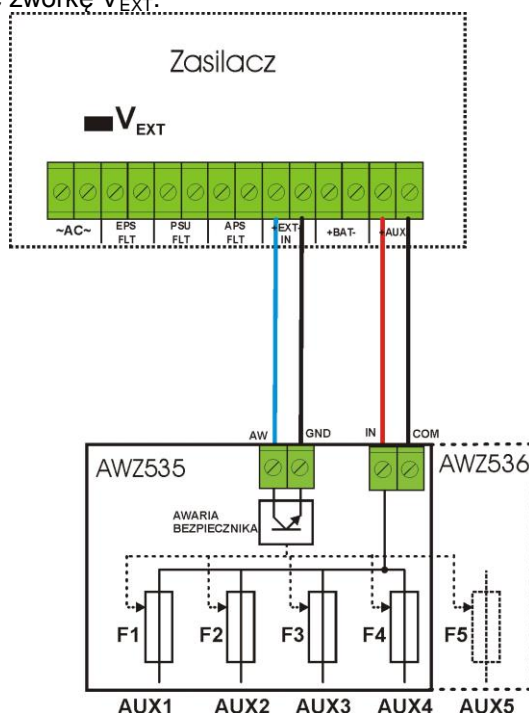 zworkę VEXT.
Zasilacz
VEXT
~AC~ EPS FLT PSU FLT APS FLT +EXT- IN +BAT- +AUX
AW GND IN COM
AWZ535 AWZ536
AWARIA
BEZPIECZNIKA
F1 F2 F3 F4 F5
AUX1 AUX2 AUX3 AUX4 AUX5